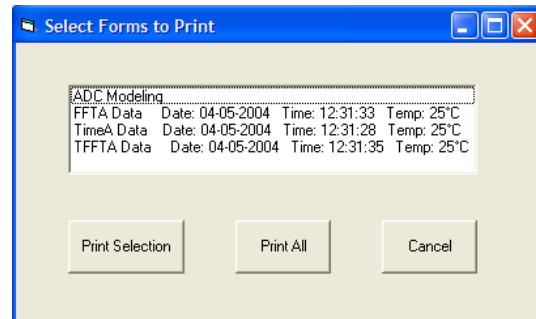 Select Forms to Print
ADC Modeling
FFTA Data Date: 04-05-2004 Time: 12:31:33 Temp: 25°C
TimeA Data Date: 04-05-2004 Time: 12:31:28 Temp: 25°C
TFFTA Data Date: 04-05-2004 Time: 12:31:35 Temp: 25°C
Print Selection Print All Cancel